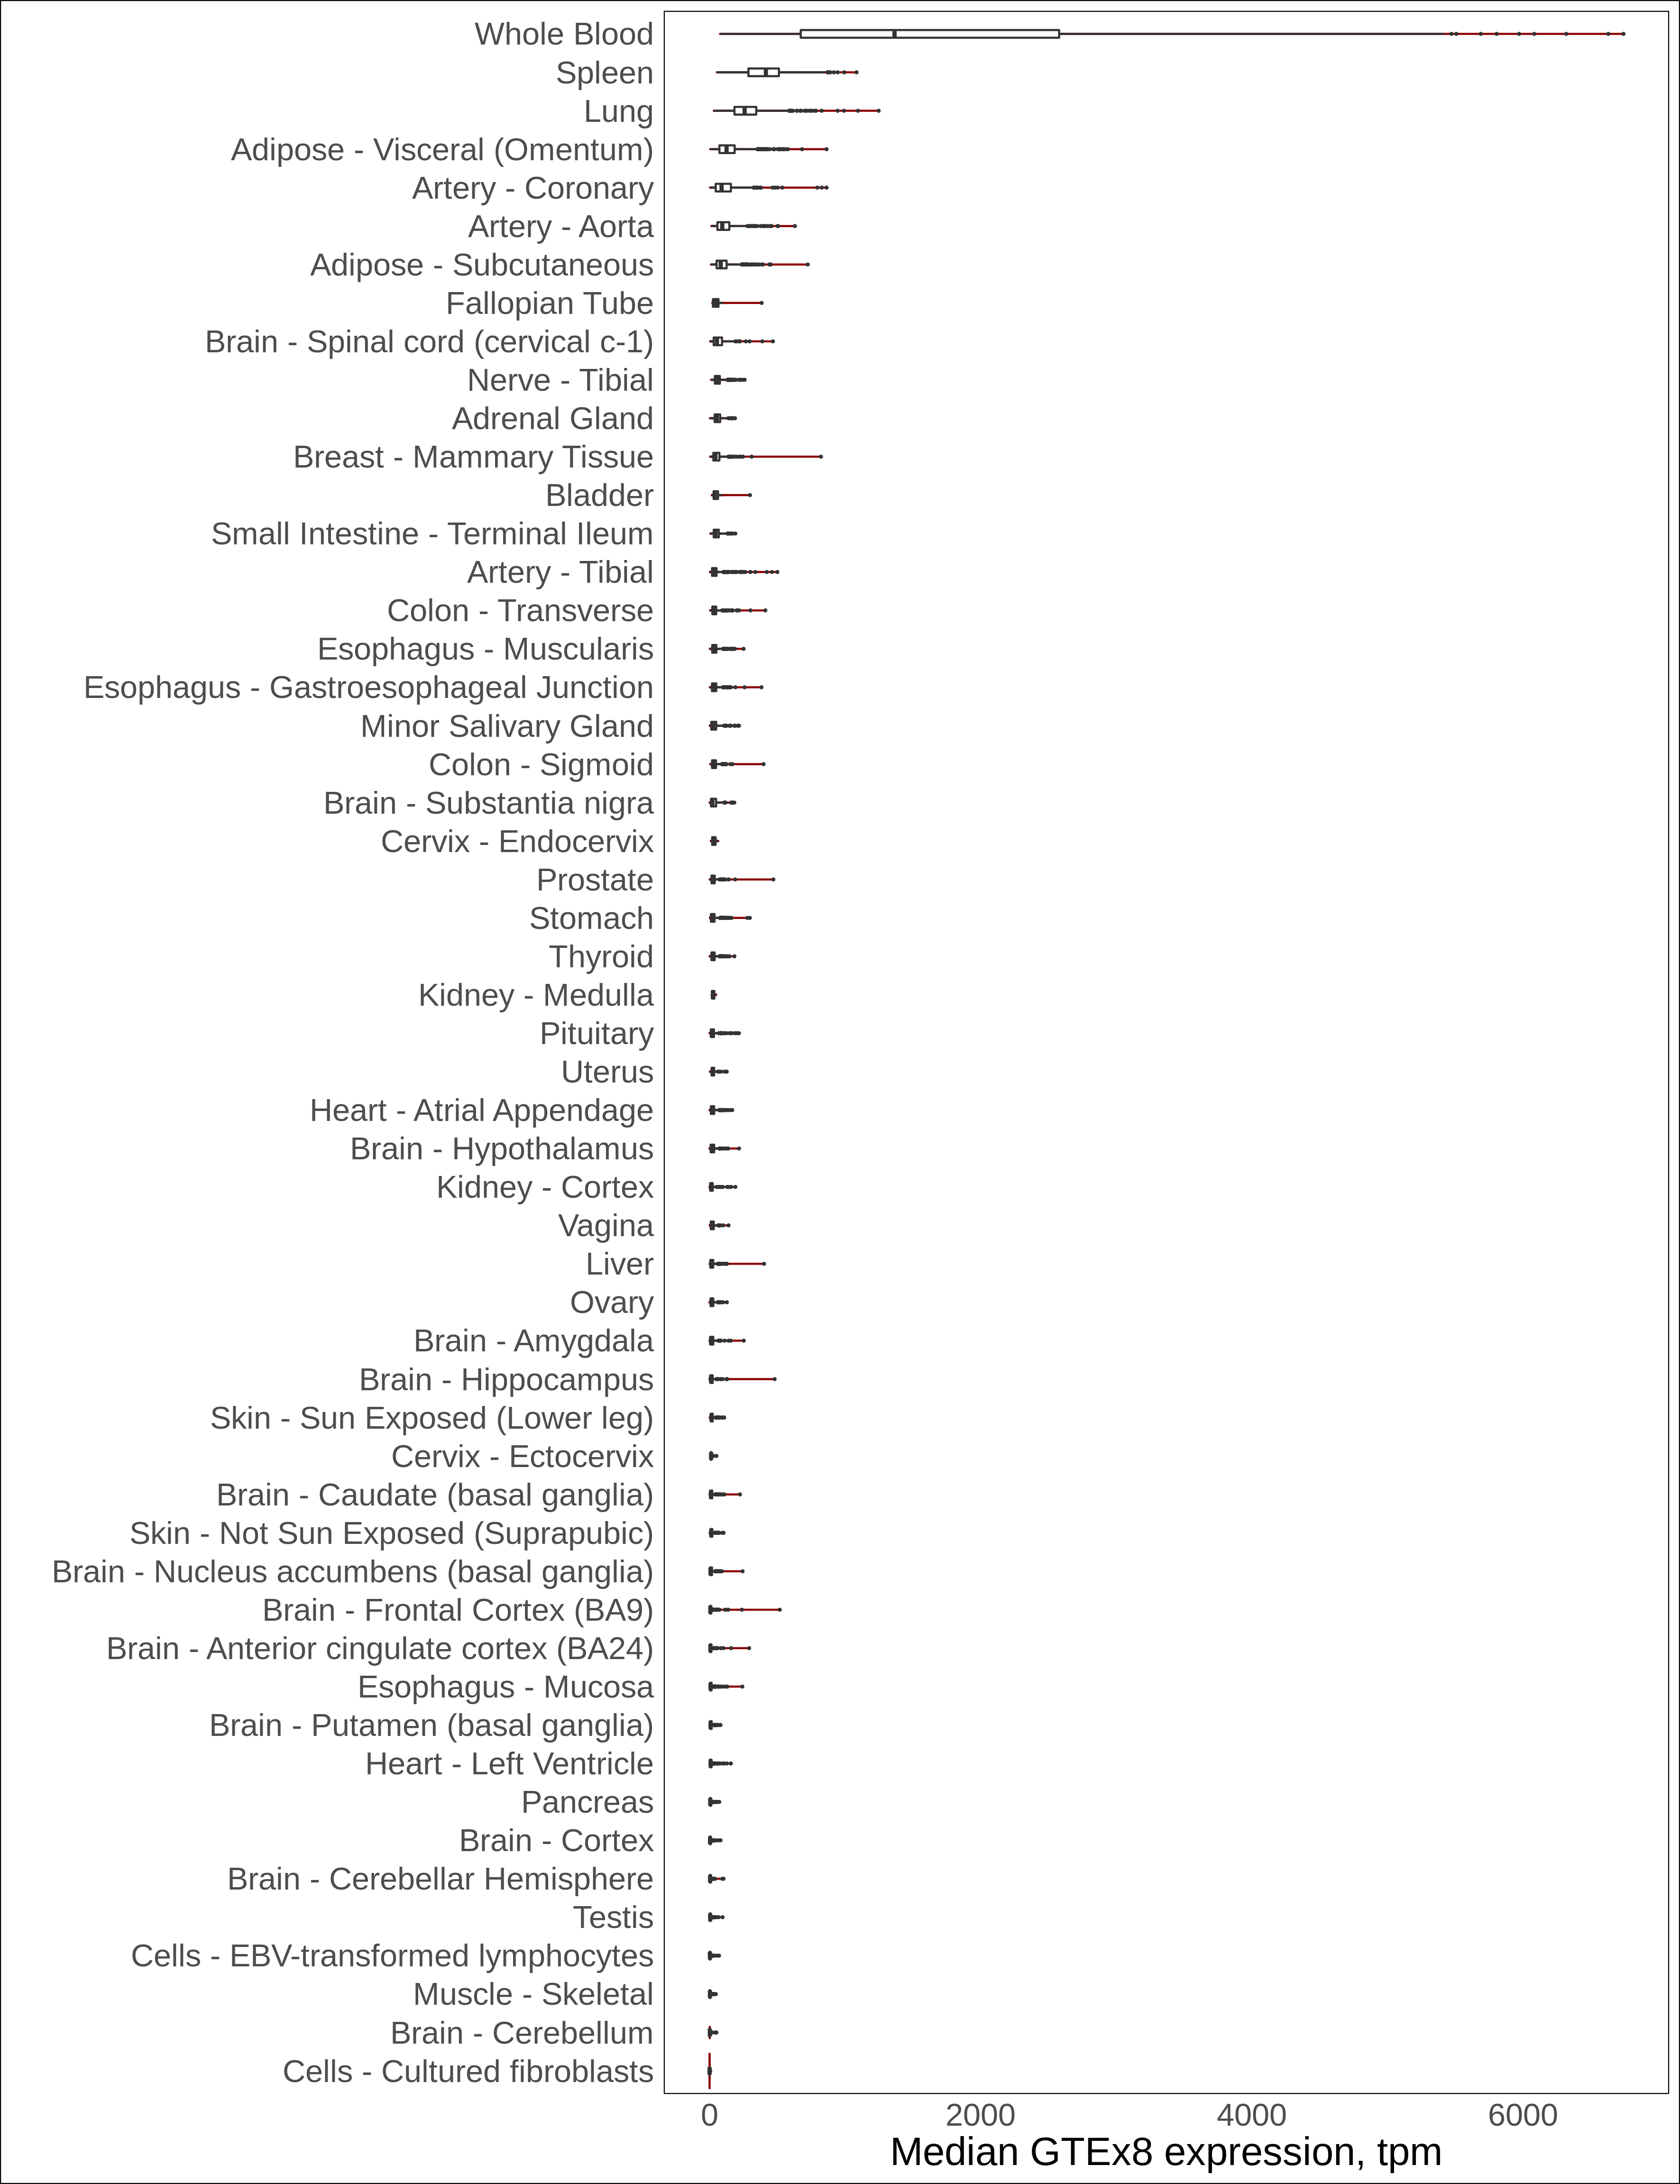 Whole Blood
Spleen
Lung
Adipose - Visceral (Omentum)
Artery - Coronary
Artery - Aorta
Adipose - Subcutaneous
Fallopian Tube
Brain - Spinal cord (cervical c-1)
Nerve - Tibial
Adrenal Gland
Breast - Mammary Tissue
Bladder
Small Intestine - Terminal Ileum
Artery - Tibial
Colon - Transverse
Esophagus - Muscularis
Esophagus - Gastroesophageal Junction
Minor Salivary Gland
Colon - Sigmoid
Brain - Substantia nigra
Cervix - Endocervix
Prostate
Stomach
Thyroid
Kidney - Medulla
Pituitary
Uterus
Heart - Atrial Appendage
Brain - Hypothalamus
Kidney - Cortex
Vagina
Liver
Ovary
Brain - Amygdala
Brain - Hippocampus
Skin - Sun Exposed (Lower leg)
Cervix - Ectocervix
Brain - Caudate (basal ganglia)
Skin - Not Sun Exposed (Suprapubic)
Brain - Nucleus accumbens (basal ganglia)
Brain - Frontal Cortex (BA9)
Brain - Anterior cingulate cortex (BA24)
Esophagus - Mucosa
Brain - Putamen (basal ganglia)
Heart - Left Ventricle
Pancreas
Brain - Cortex
Brain - Cerebellar Hemisphere
Testis
Cells - EBV-transformed lymphocytes
Muscle - Skeletal
Brain - Cerebellum
Cells - Cultured fibroblasts
0 2000 4000 6000
Median GTEx8 expression, tpm